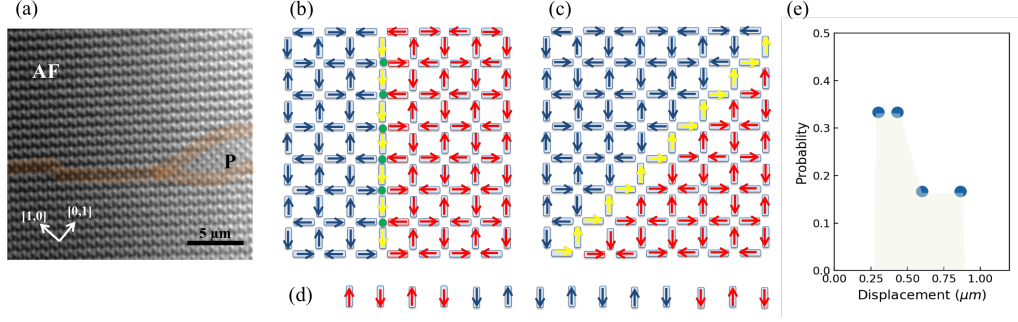 (a)
AF
P
[1,0]
[0,1]
5 µm
(b)
(c)
(d)
(e)
0.5
0.4
0.3
0.2
0.1
0.0
0.00 0.25 0.50 0.75 1.00
Probablity
Displacement (µm)